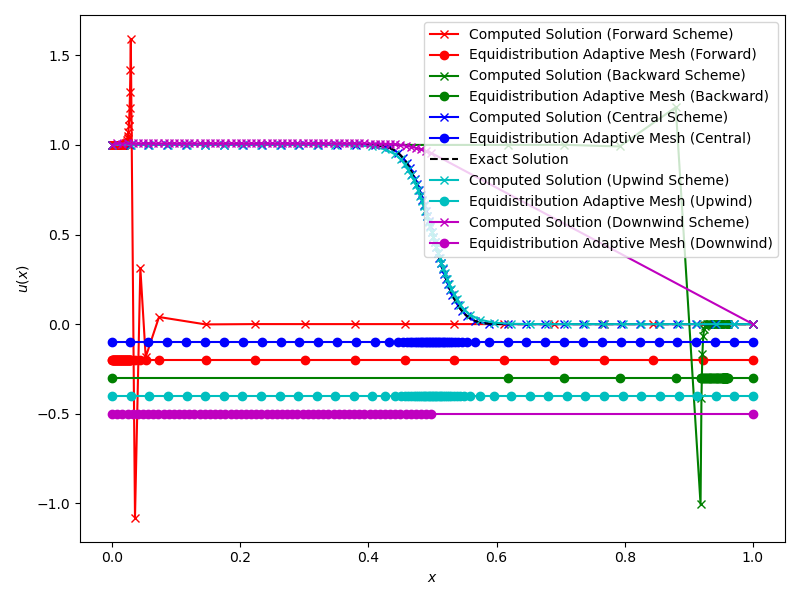 Computed Solution (Forward Scheme)
Equidistribution Adaptive Mesh (Forward)
Computed Solution (Backward Scheme)
Equidistribution Adaptive Mesh (Backward)
Computed Solution (Central Scheme)
Equidistribution Adaptive Mesh (Central)
Exact Solution
Computed Solution (Upwind Scheme)
Equidistribution Adaptive Mesh (Upwind)
Computed Solution (Downwind Scheme)
Equidistribution Adaptive Mesh (Downwind)
1.5
1.0
0.5
0.0
−0.5
−1.0
u(x)
0.0 0.2 0.4 0.6 0.8 1.0
x